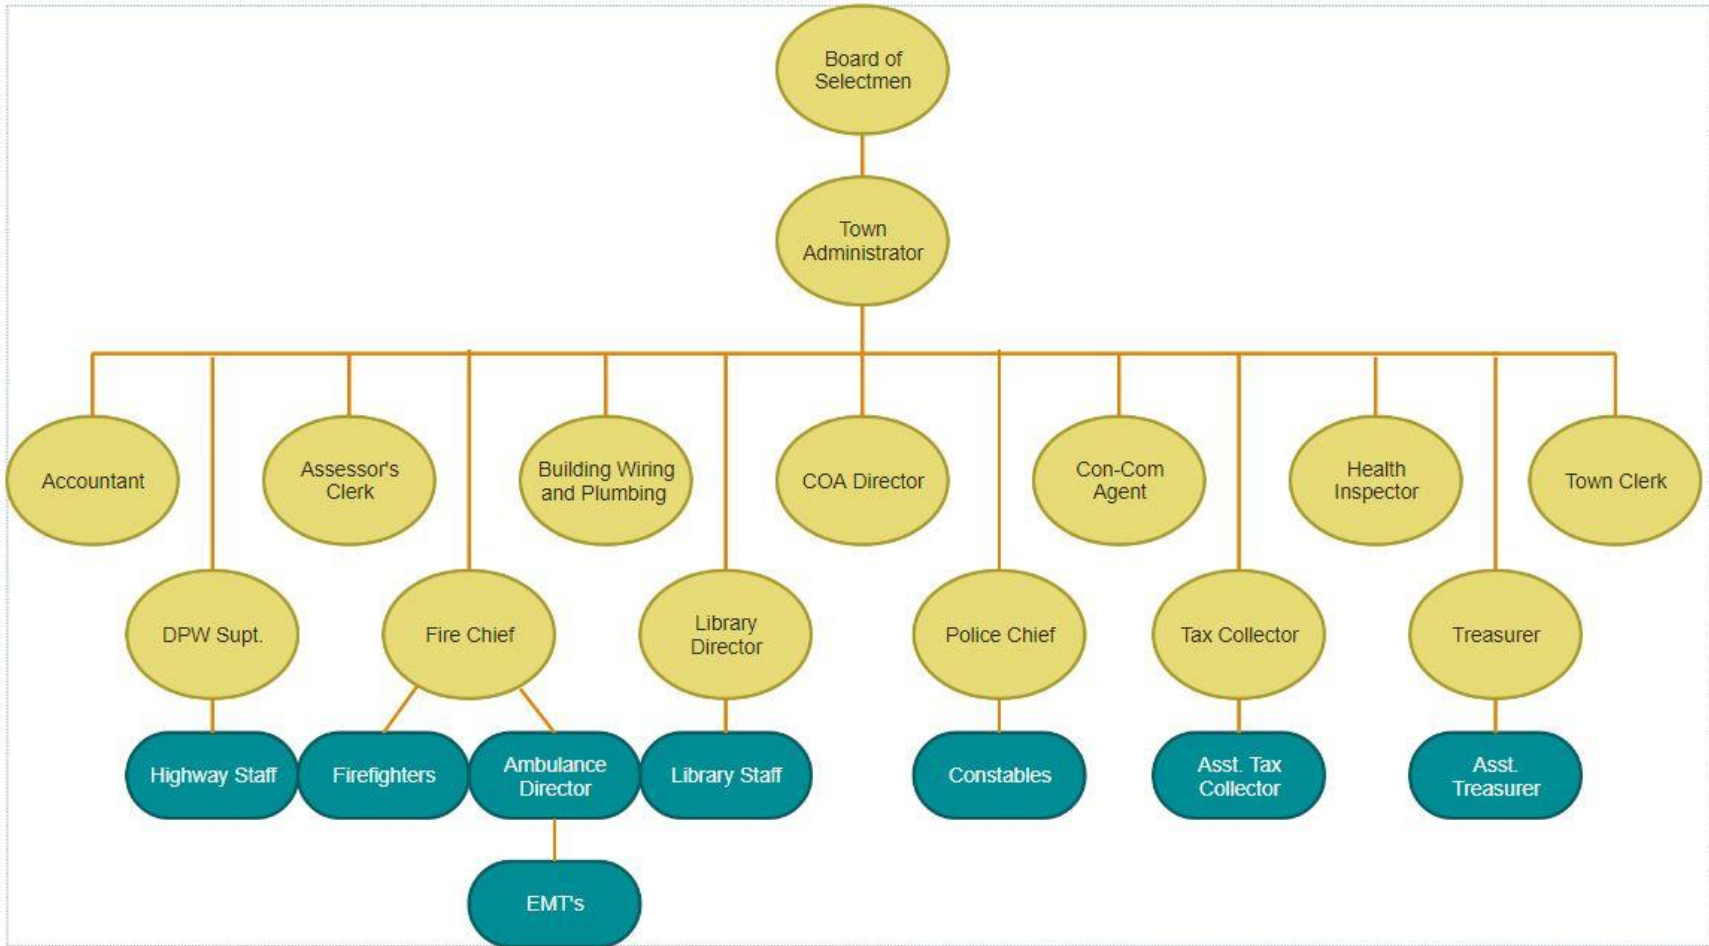 Board of
Selectmen
Town
Administrator
Accountant
Assessor's
Clerk
Building Wiring
and Plumbing
COA Director
Con-Com
Agent
Health
Inspector
Town Clerk
DPW Supt.
Fire Chief
Library
Director
Police Chief
Tax Collector
Treasurer
Highway Staff
Firefighters
Ambulance
Director
Library Staff
Constables
Asst. Tax
Collector
Asst.
Treasurer
EMT's